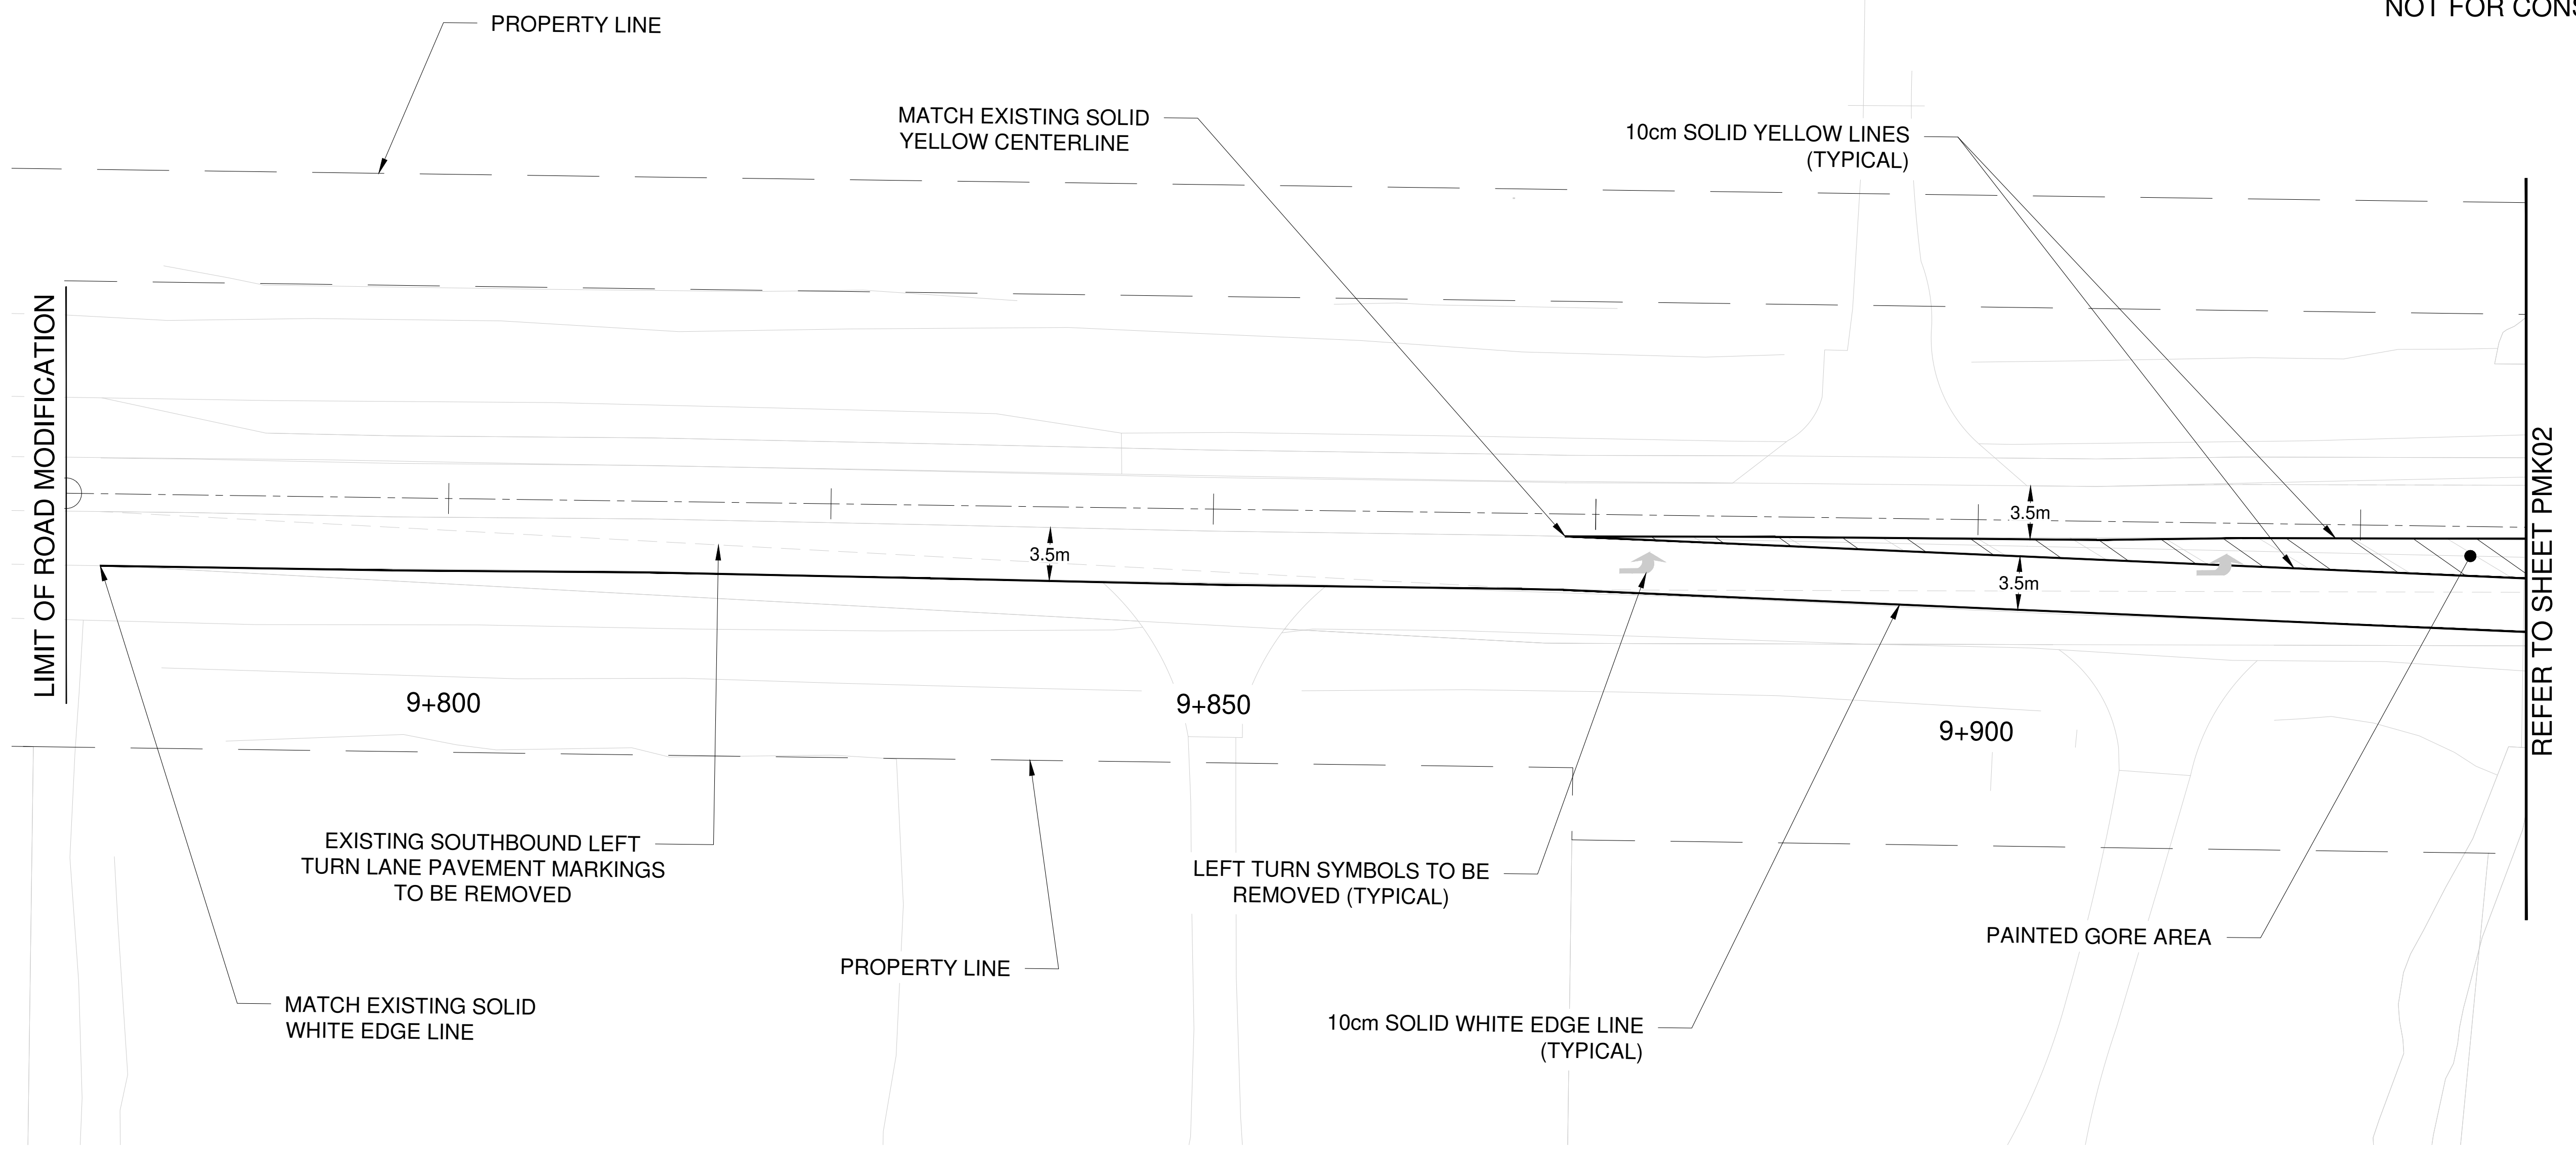 NOT FOR CONS
PROPERTY LINE
MATCH EXISTING SOLID
YELLOW CENTERLINE
10cm SOLID YELLOW LINES
(TYPICAL)
LIMIT OF ROAD MODIFICATION
REFER TO SHEET PMK02
3.5m
3.5m
3.5m
9+800
9+850
9+900
EXISTING SOUTHBOUND LEFT
TURN LANE PAVEMENT MARKINGS
TO BE REMOVED
LEFT TURN SYMBOLS TO BE
REMOVED (TYPICAL)
PAINTED GORE AREA
PROPERTY LINE
MATCH EXISTING SOLID
WHITE EDGE LINE
10cm SOLID WHITE EDGE LINE
(TYPICAL)